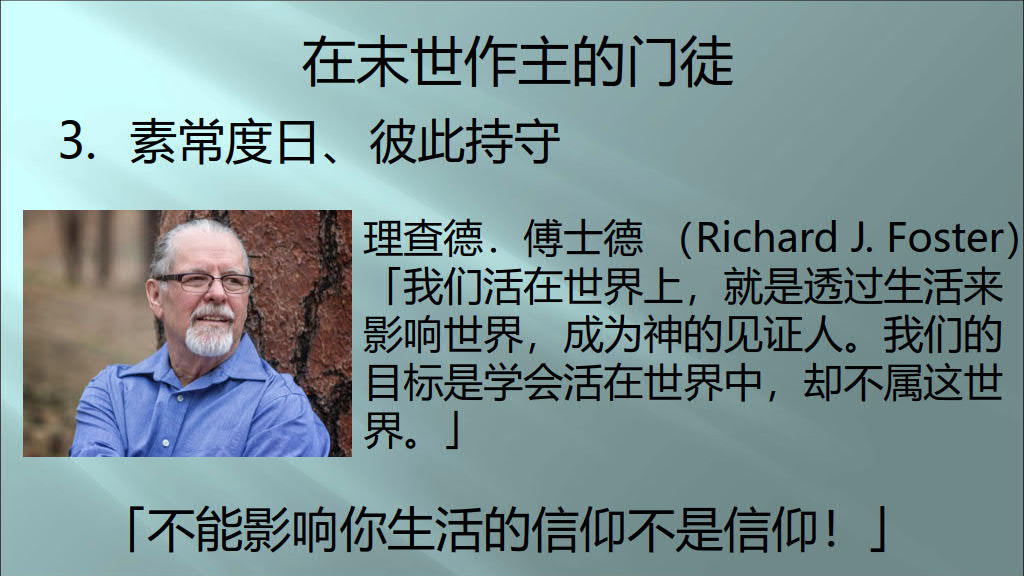 在末世作主的门徒
3. 素常度日、彼此持守
理查德．傅士德 （Richard J. Foster）
「我们活在世界上，就是透过生活来
影响世界，成为神的见证人。我们的
目标是学会活在世界中，却不属这世
界。」
「不能影响你生活的信仰不是信仰！」